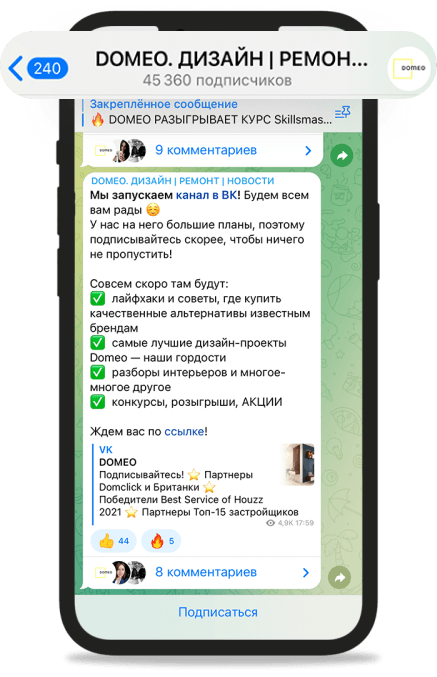 240
DOMEO. ДИЗАЙН | РЕМОН...
45 360 подписчиков
DOMEO
Закреплённое сообщение
🔥 DOMEO РАЗЫГРЫВАЕТ КУРС Skillsmas...
DOMEO
9 комментариев
DOMEO. ДИЗАЙН | РЕМОНТ | НОВОСТИ
Мы запускаем канал в ВК! Будем всем
вам рады ☺️
У нас на него большие планы, поэтому
подписывайтесь скорее, чтобы ничего
не пропустить!
Совсем скоро там будут:
✅ лайфхаки и советы, где купить
качественные альтернативы известным
брендам
✅ самые лучшие дизайн-проекты
Domeo — наши гордости
✅ разборы интерьеров и многое-
многое другое
✅ конкурсы, розыгрыши, АКЦИИ
Ждем вас по ссылке!
VK
DOMEO
Подписывайтесь! ⭐ Партнеры
Domclick и Британки ⭐
Победители Best Service of Houzz
2021 ⭐ Партнеры Топ-15 застройщиков
4,9K 17:59
👍 44 🔥 5
DOMEO
8 комментариев
Подписаться